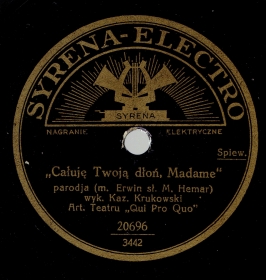 SYRENA-ELECTRO
SYRENA
NAGRANIE ELEKTRYCZNE
Spiew.
„Całuję Twoją dłoń, Madame"
parodja (m. Erwin sł. M. Hemar)
wyk. Kaz. Krukowski
Art. Teatru „Qui Pro Quo"
20696
3442